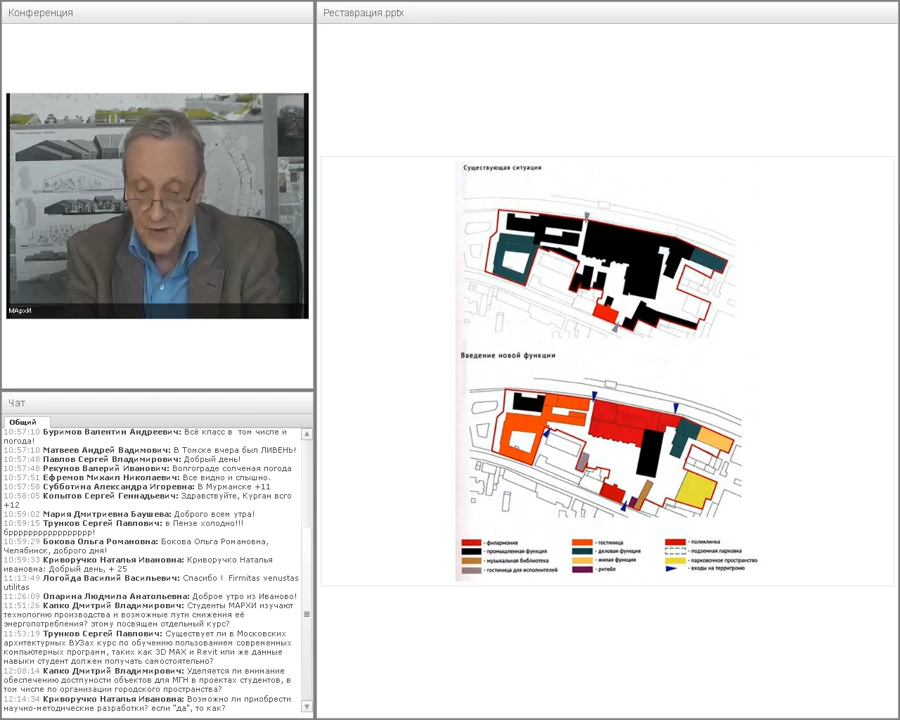 Конференция
МАрхИ
Чат
Общий
10:57:10 Буримов Валентин Андреевич: Всё класс в том числе и
погода!
10:57:10 Матвеев Андрей Вадимович: В Томске вчера был ЛИВЕНЬ!
10:57:48 Павлов Сергей Владимирович: Добрый день!
10:57:48 Рекунов Валерий Иванович: Волгограде солченая погода
10:57:51 Ефремов Михаил Николаевич: Все видно и слышно.
10:57:58 Субботина Александра Игоревна: В Мурманске +11
10:58:05 Копытов Сергей Геннадьевич: Здравствуйте, Курган всго
+12
10:59:02 Мария Дмитриевна Баушева: Доброго всем утра!
10:59:15 Трунков Сергей Павлович: в Пензе холодно!!!
бррррррррррррррррр!
10:59:29 Бокова Ольга Романовна: Бокова Ольга Романовна,
Челябинск, доброго дня!
10:59:33 Криворучко Наталья Ивановна: Криворучко Наталья
ивановна: Добрый день, + 25
11:13:49 Логойда Василий Васильевич: Спасибо ! Firmitas venustas
utilitas
11:26:09 Опарина Людмила Анатольевна: Доброе утро из Иваново!
11:51:26 Капко Дмитрий Владимирович: Студенты МАРХИ изучают
технологию производства и возможные пути снижения её
энергопотребления? этому посвящен отдельный курс?
11:53:19 Трунков Сергей Павлович: Существует ли в Московских
архитектурных ВУЗах курс по обучению пользованием современных
компьютерных программ, таких как 3D MAX и Revit или же данные
навыки студент должен получать самостоятельно?
12:08:14 Капко Дмитрий Владимирович: Уделяется ли внимание
обеспечению доступности объектов для МГН в проектах студентов, в
том числе по организации городского пространства?
12:14:34 Криворучко Наталья Ивановна: Возможно ли приобрести
научно-методические разработки? если "да", то как?
Реставрация.pptx
Существующая ситуация
Введение новой функции
- филармония
- промышленная функция
- музыкальная библиотека
- гостиница для исполнителей
- гостиница
- деловая функция
- жилая функция
- ритейл
- поликлиника
- подземная парковка
- парковочное пространство
- входы на территрию